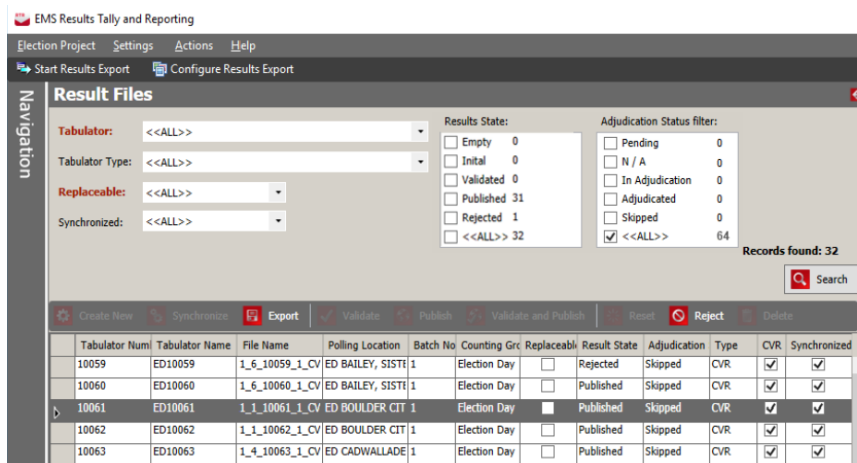 EMS Results Tally and Reporting
Election Project Settings Actions Help
Start Results Export Configure Results Export
Navigation
Result Files
Tabulator: <<ALL>>
Tabulator Type: <<ALL>>
Replaceable: <<ALL>>
Synchronized: <<ALL>>
Results State:
Empty 0
Inital 0
Validated 0
Published 31
Rejected 1
<<ALL>> 32
Adjudication Status filter:
Pending 0
N / A 0
In Adjudication 0
Adjudicated 0
Skipped 0
<<ALL>> 64
Records found: 32
Search
Create New Synchronize Export Validate Publish Validate and Publish Reset Reject Delete
Tabulator Numl Tabulator Name File Name Polling Location Batch No Counting Grc Replaceabl Result State Adjudication Type CVR Synchronized
10059 ED10059 1_6_10059_1_CV ED BAILEY, SISTE 1 Election Day Rejected Skipped CVR
10060 ED10060 1_6_10060_1_CV ED BAILEY, SISTE 1 Election Day Published Skipped CVR
10061 ED10061 1_1_10061_1_CV ED BOULDER CIT 1 Election Day Published Skipped CVR
10062 ED10062 1_1_10062_1_CV ED BOULDER CIT 1 Election Day Published Skipped CVR
10063 ED10063 1_4_10063_1_CV ED CADWALLADE 1 Election Day Published Skipped CVR